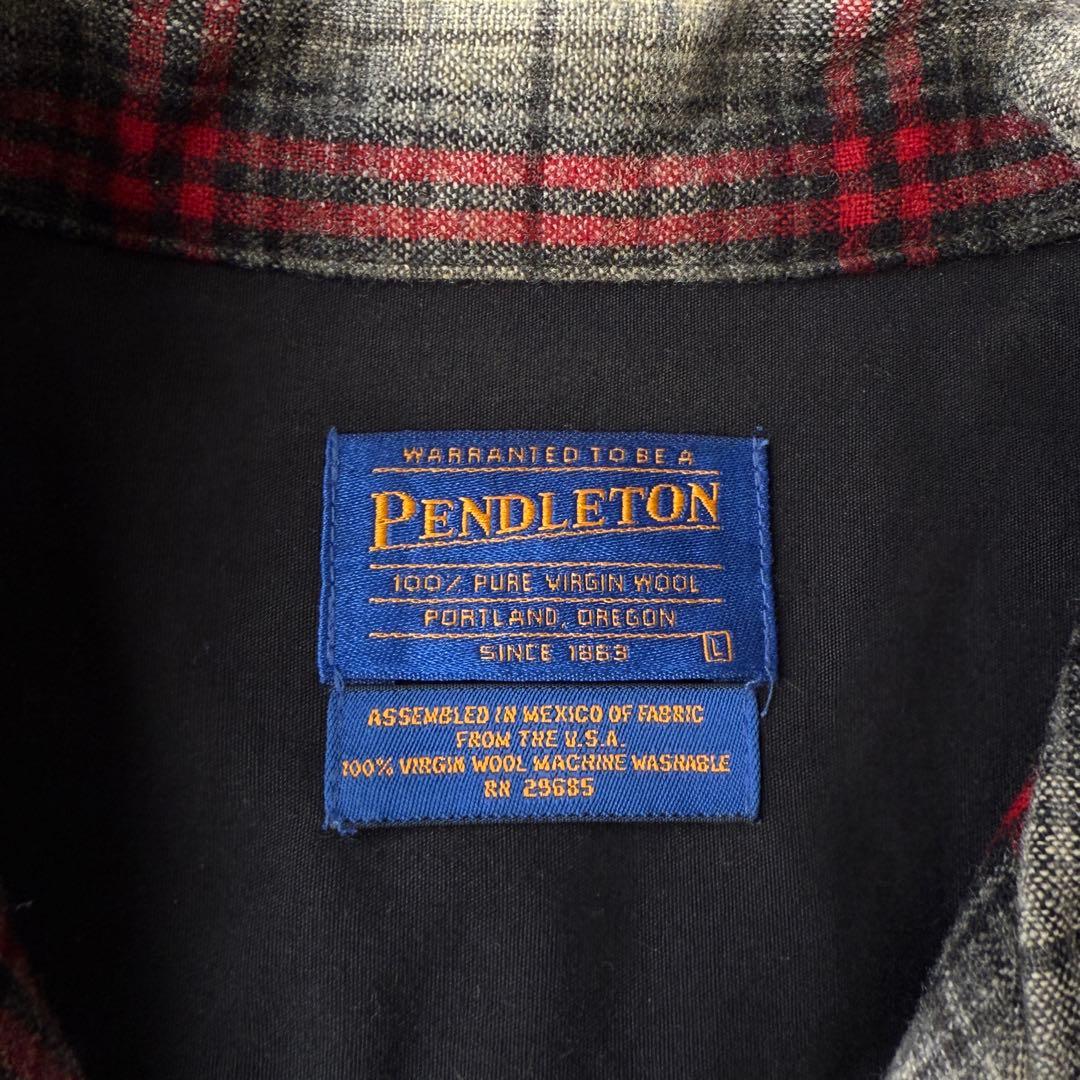 WARRANTED TO BE A
PENDLETON
100% PURE VIRGIN WOOL
PORTLAND, OREGON
SINCE 1863
L
ASSEMBLED IN MEXICO OF FABRIC
FROM THE U.S.A.
100% VIRGIN WOOL MACHINE WASHABLE
RN 29685